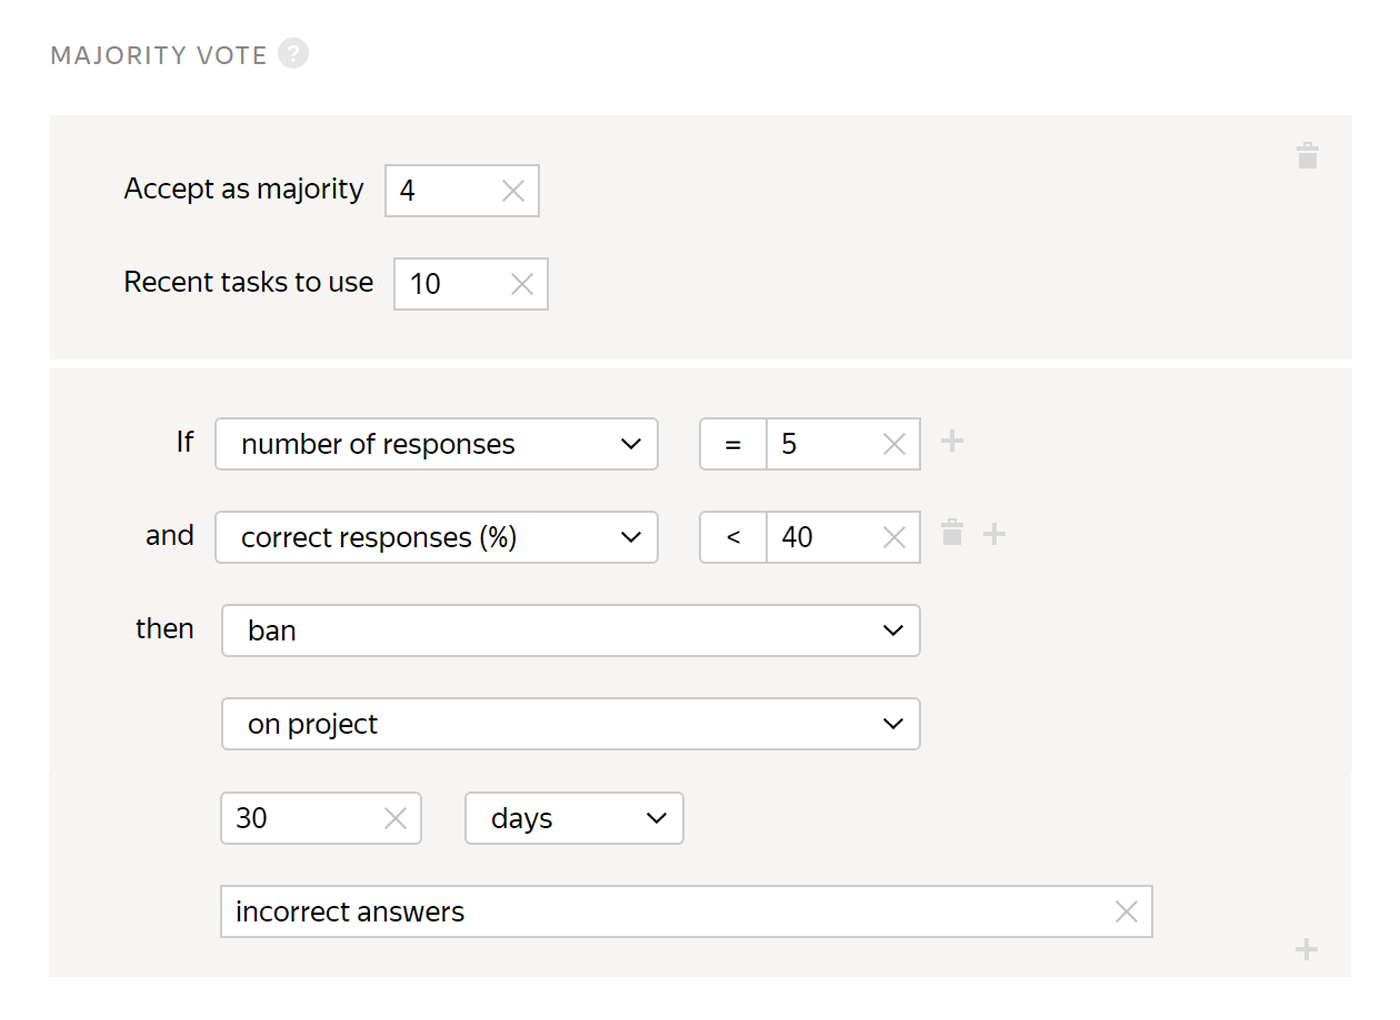 MAJORITY VOTE ?
Accept as majority 4
Recent tasks to use 10
If number of responses = 5
and correct responses (%) < 40
then ban
on project
30 days
incorrect answers